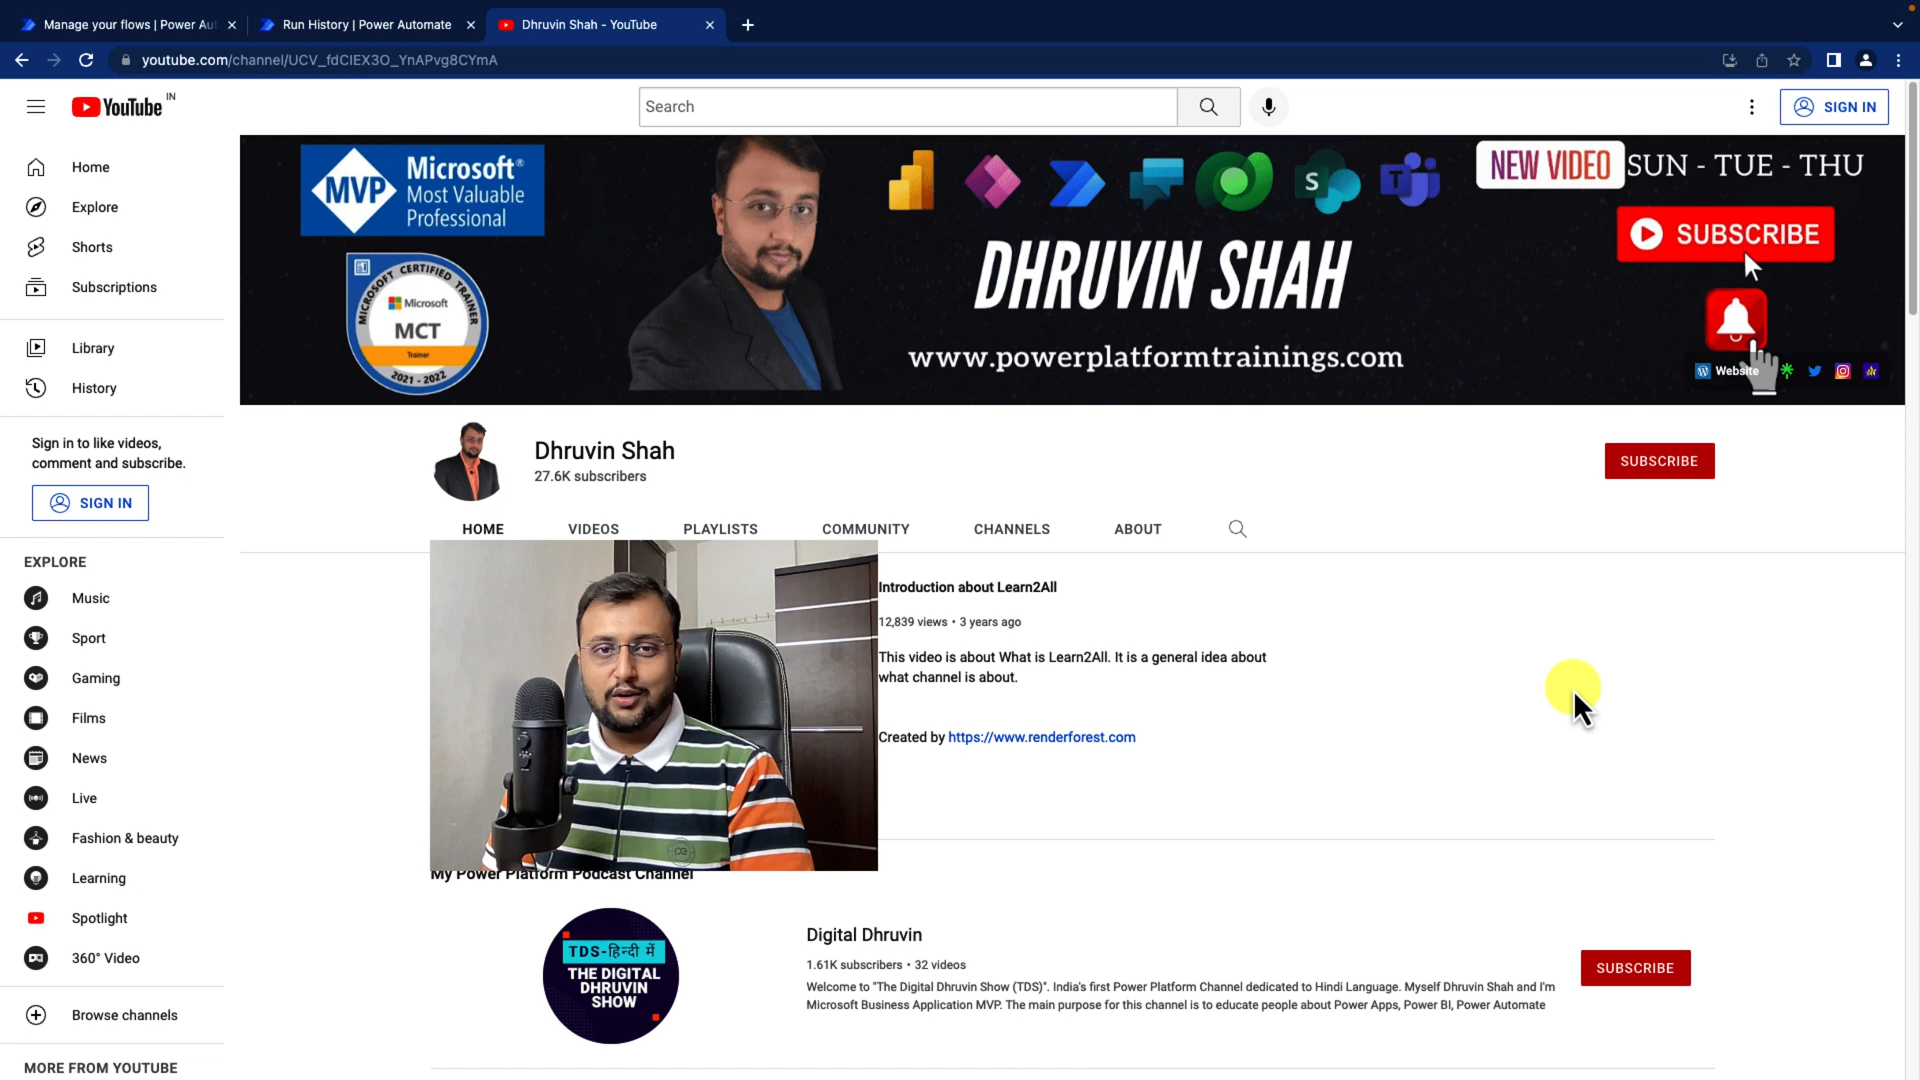 Manage your flows | Power Aut
Run History | Power Automate
Dhruvin Shah - YouTube
youtube.com/channel/UCV_fdCIEX3O_YnAPvg8CYmA
YouTube IN
Search
SIGN IN
Home
Explore
Shorts
Subscriptions
Library
History
Sign in to like videos,
comment and subscribe.
SIGN IN
EXPLORE
Music
Sport
Gaming
Films
News
Live
Fashion & beauty
Learning
Spotlight
360° Video
Browse channels
MORE FROM YOUTUBE
MVP
Microsoft®
Most Valuable
Professional
MICROSOFT CERTIFIED TRAINER
Microsoft
MCT
Trainer
2021 - 2022
S
T
DHRUVIN SHAH
www.powerplatformtrainings.com
NEW VIDEO SUN - TUE - THU
SUBSCRIBE
Website
Dhruvin Shah
27.6K subscribers
SUBSCRIBE
HOME VIDEOS PLAYLISTS COMMUNITY CHANNELS ABOUT
Introduction about Learn2All
12,839 views • 3 years ago
This video is about What is Learn2All. It is a general idea about
what channel is about.
Created by https://www.renderforest.com
My Power Platform Podcast Channel
TDS-हिन्दी में
THE DIGITAL
DHRUVIN
SHOW
Digital Dhruvin
1.61K subscribers • 32 videos
Welcome to "The Digital Dhruvin Show (TDS)". India's first Power Platform Channel dedicated to Hindi Language. Myself Dhruvin Shah and I'm
Microsoft Business Application MVP. The main purpose for this channel is to educate people about Power Apps, Power BI, Power Automate
SUBSCRIBE